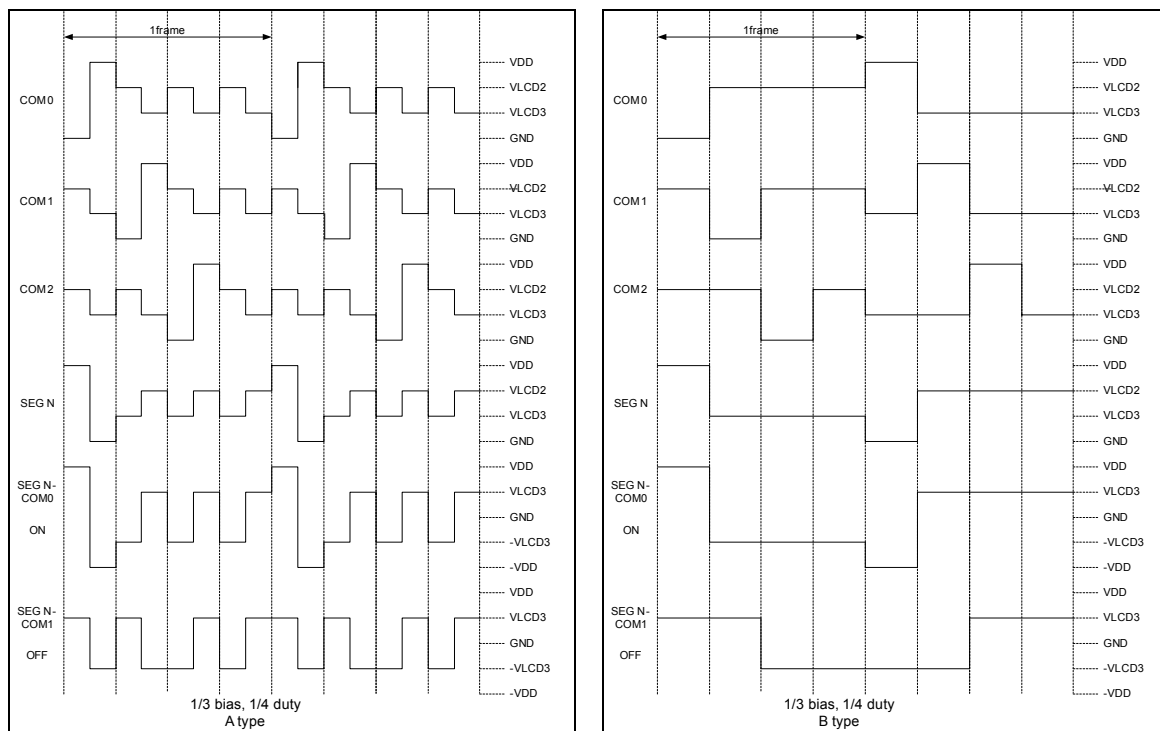 1frame
COM0
VDD
VLCD2
VLCD3
GND
COM1
VDD
VLCD2
VLCD3
GND
COM2
VDD
VLCD2
VLCD3
GND
SEG N
VDD
VLCD2
VLCD3
GND
SEG N-
COM0
ON
VDD
VLCD3
GND
-VLCD3
-VDD
SEG N-
COM1
OFF
VDD
VLCD3
GND
-VLCD3
-VDD
1/3 bias, 1/4 duty
A type
1frame
COM0
VDD
VLCD2
VLCD3
GND
COM1
VDD
VLCD2
VLCD3
GND
COM2
VDD
VLCD2
VLCD3
GND
SEG N
VDD
VLCD2
VLCD3
GND
SEG N-
COM0
ON
VDD
VLCD3
GND
-VLCD3
-VDD
SEG N-
COM1
OFF
VDD
VLCD3
GND
-VLCD3
-VDD
1/3 bias, 1/4 duty
B type